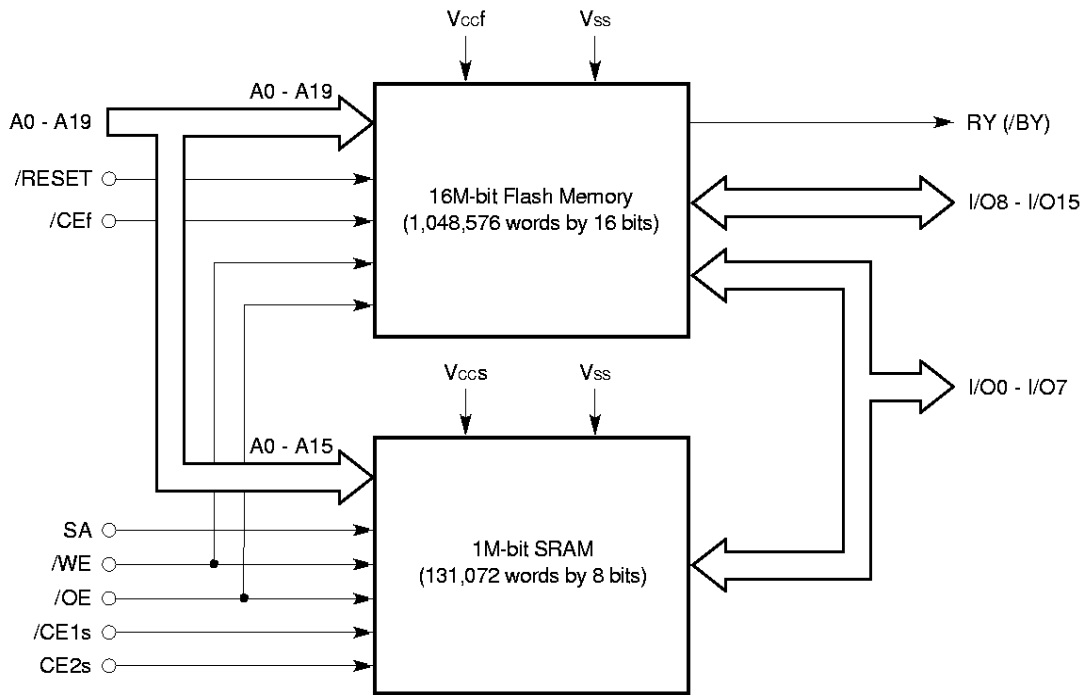 VCCf
VSS
A0 - A19
A0 - A19
RY (/BY)
/RESET
16M-bit Flash Memory
(1,048,576 words by 16 bits)
I/O8 - I/O15
/CEf
VCCs
VSS
I/O0 - I/O7
A0 - A15
SA
/WE
1M-bit SRAM
(131,072 words by 8 bits)
/OE
/CE1s
CE2s